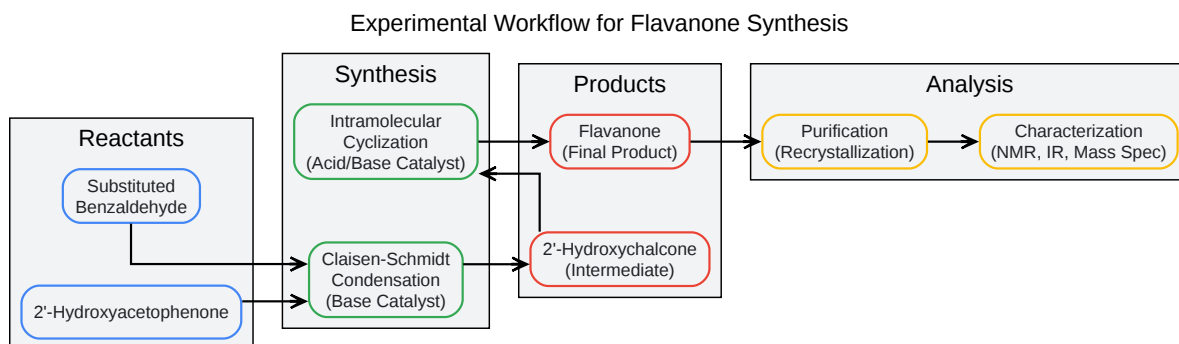 Experimental Workflow for Flavanone Synthesis
Reactants
Substituted
Benzaldehyde
2'-Hydroxyacetophenone
Synthesis
Intramolecular
Cyclization
(Acid/Base Catalyst)
Claisen-Schmidt
Condensation
(Base Catalyst)
Products
Flavanone
(Final Product)
2'-Hydroxychalcone
(Intermediate)
Analysis
Purification
(Recrystallization)
Characterization
(NMR, IR, Mass Spec)